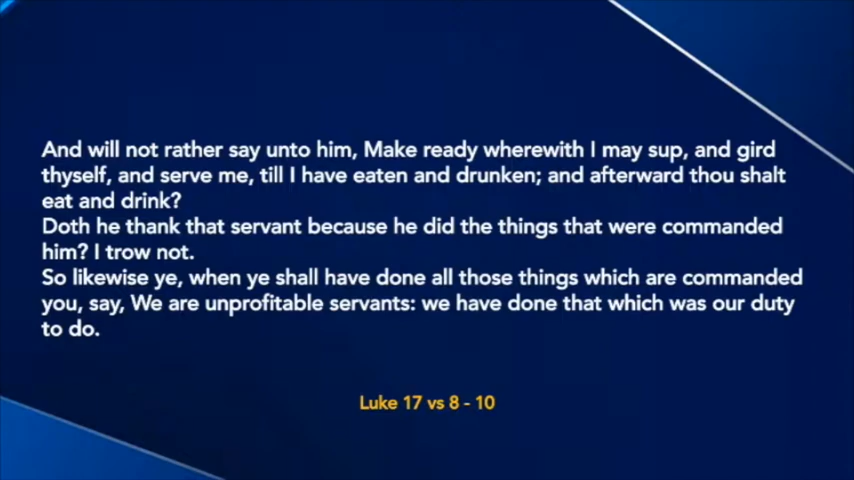 And will not rather say unto him, Make ready wherewith I may sup, and gird
thyself, and serve me, till I have eaten and drunken; and afterward thou shalt
eat and drink?
Doth he thank that servant because he did the things that were commanded
him? I trow not.
So likewise ye, when ye shall have done all those things which are commanded
you, say, We are unprofitable servants: we have done that which was our duty
to do.
Luke 17 vs 8 - 10